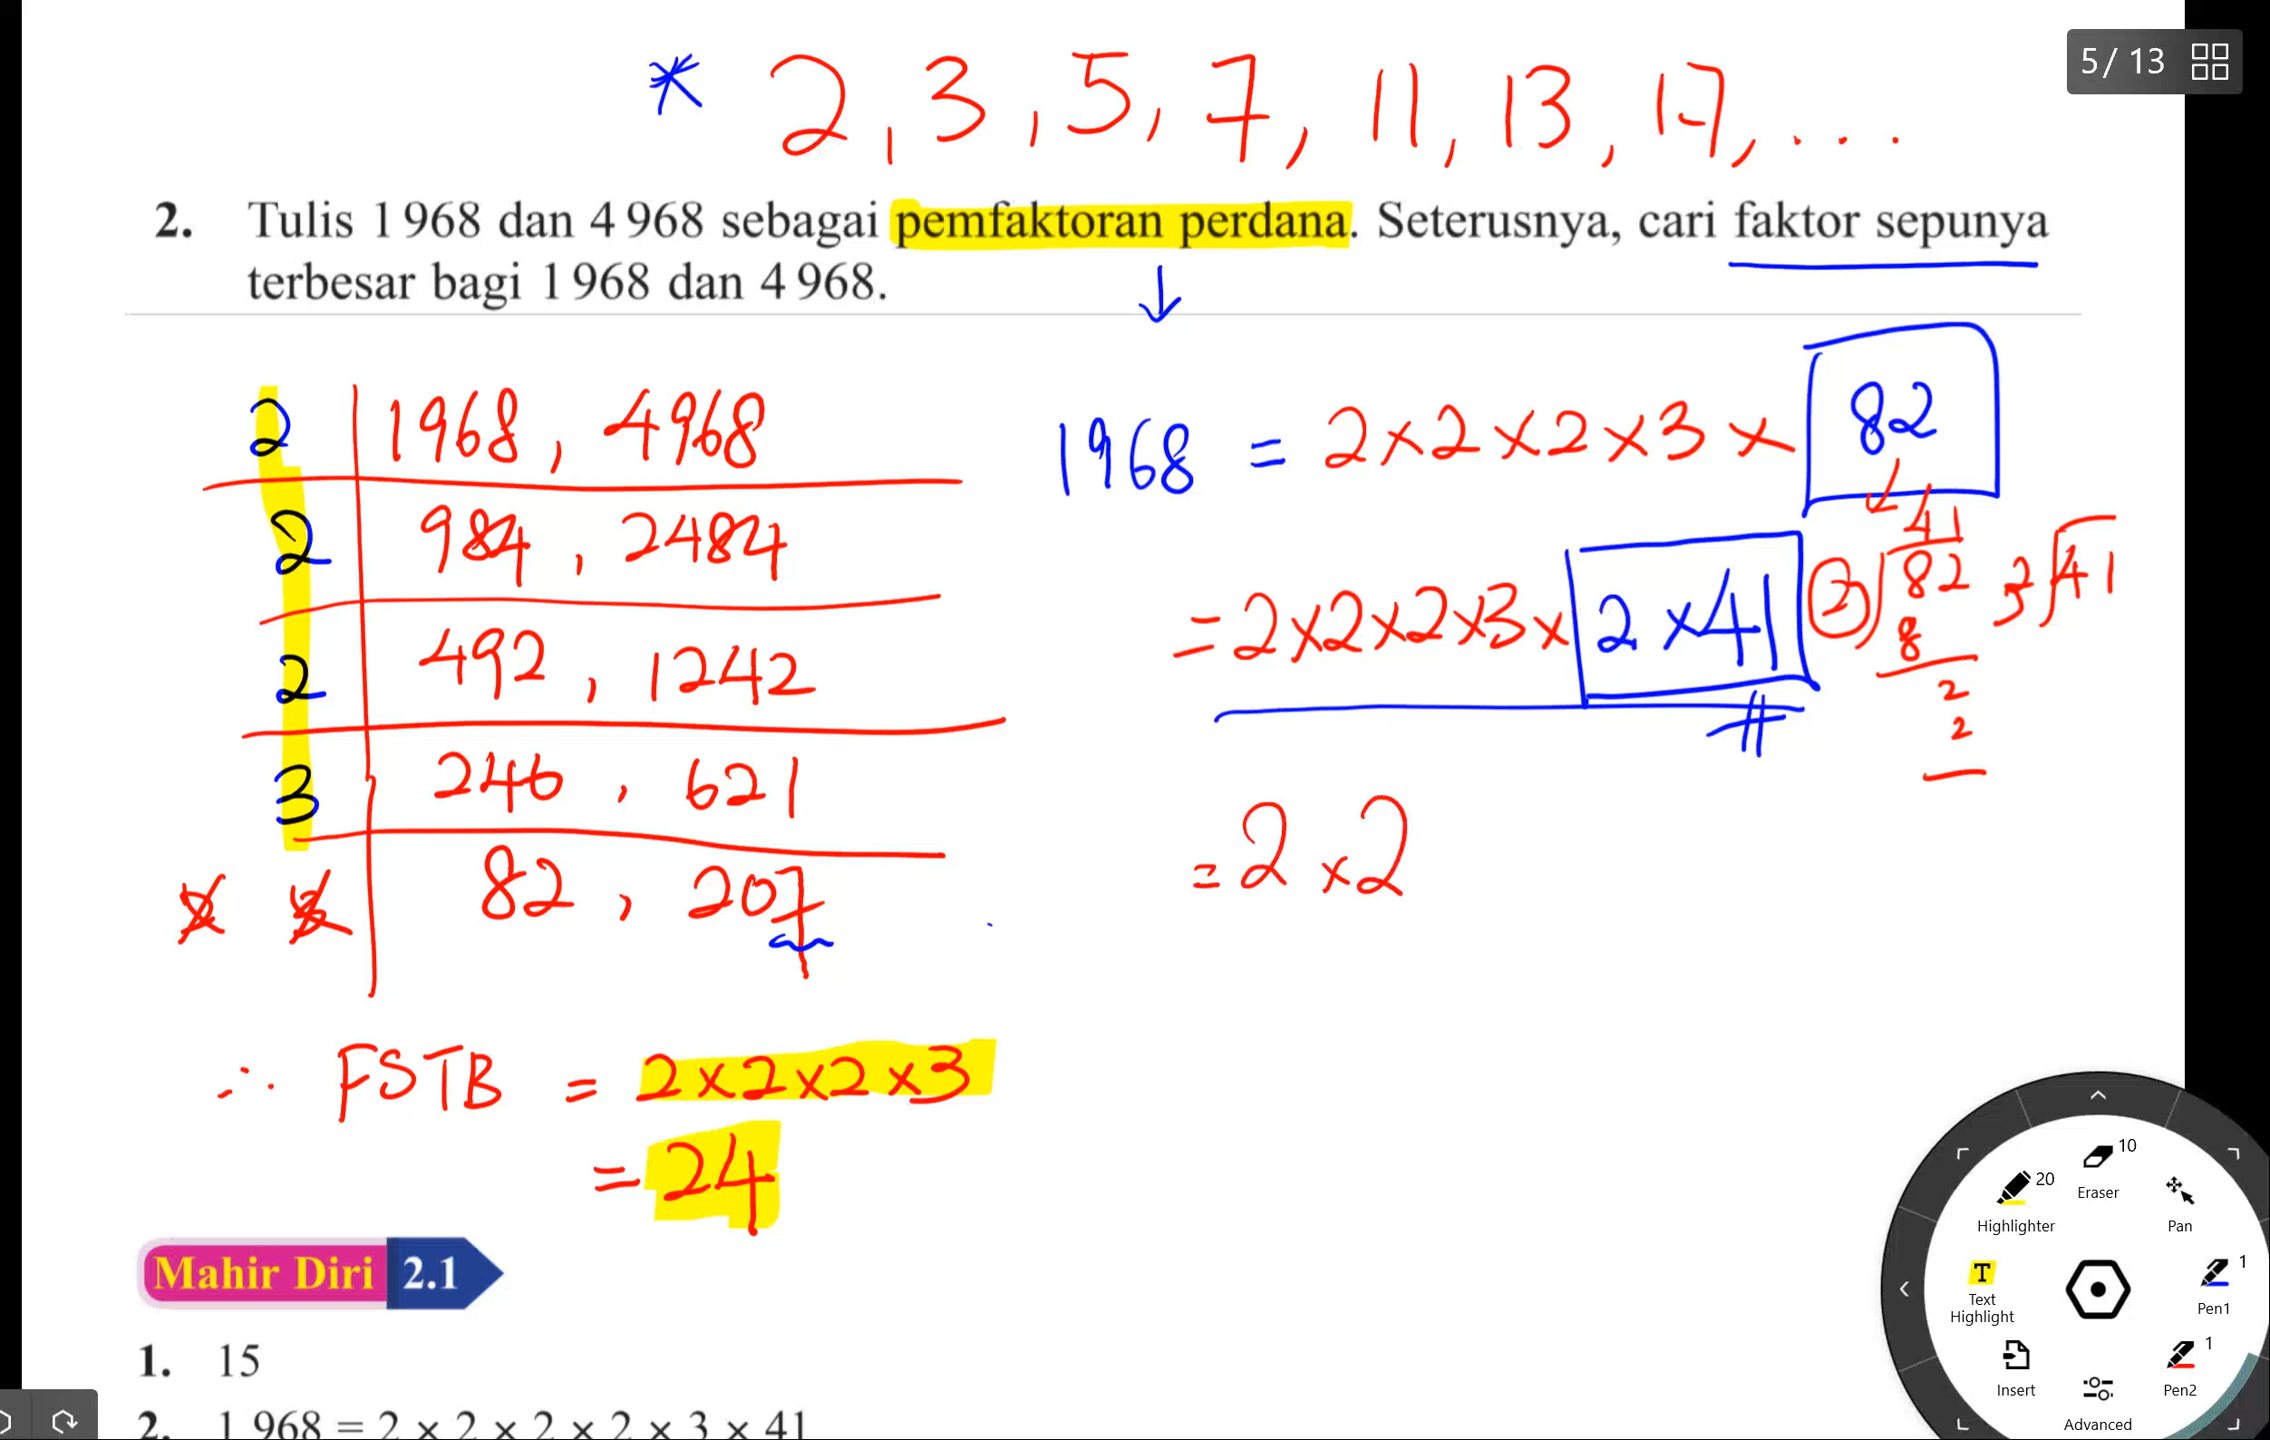 5 / 13
* 2, 3, 5, 7, 11, 13, 17, ...
2. Tulis 1 968 dan 4 968 sebagai pemfaktoran perdana. Seterusnya, cari faktor sepunya
terbesar bagi 1 968 dan 4 968.
2 | 1968, 4968
2 | 984, 2484
2 | 492, 1242
3 | 246, 621
82, 207
1968 = 2 × 2 × 2 × 3 × 82
= 2 × 2 × 2 × 3 × 2 × 41
41
2 82
8
2
2
3 41
= 2 × 2
∴ FSTB = 2 × 2 × 2 × 3
= 24
Mahir Diri 2.1
1. 15
2. 1 968 = 2 × 2 × 2 × 2 × 3 × 41
10
Eraser
20
Highlighter
Pan
T
Text
Highlight
1
Pen1
Insert
1
Pen2
Advanced